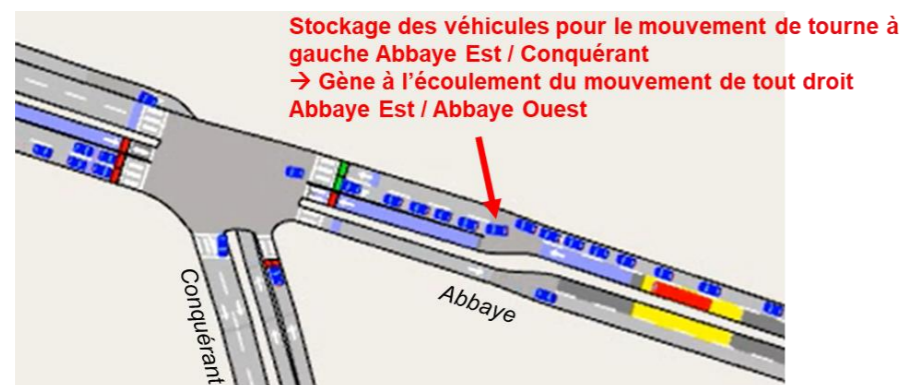 Stockage des véhicules pour le mouvement de tourne à
gauche Abbaye Est / Conquérant
→ Gène à l’écoulement du mouvement de tout droit
Abbaye Est / Abbaye Ouest
Abbaye
Conquérant